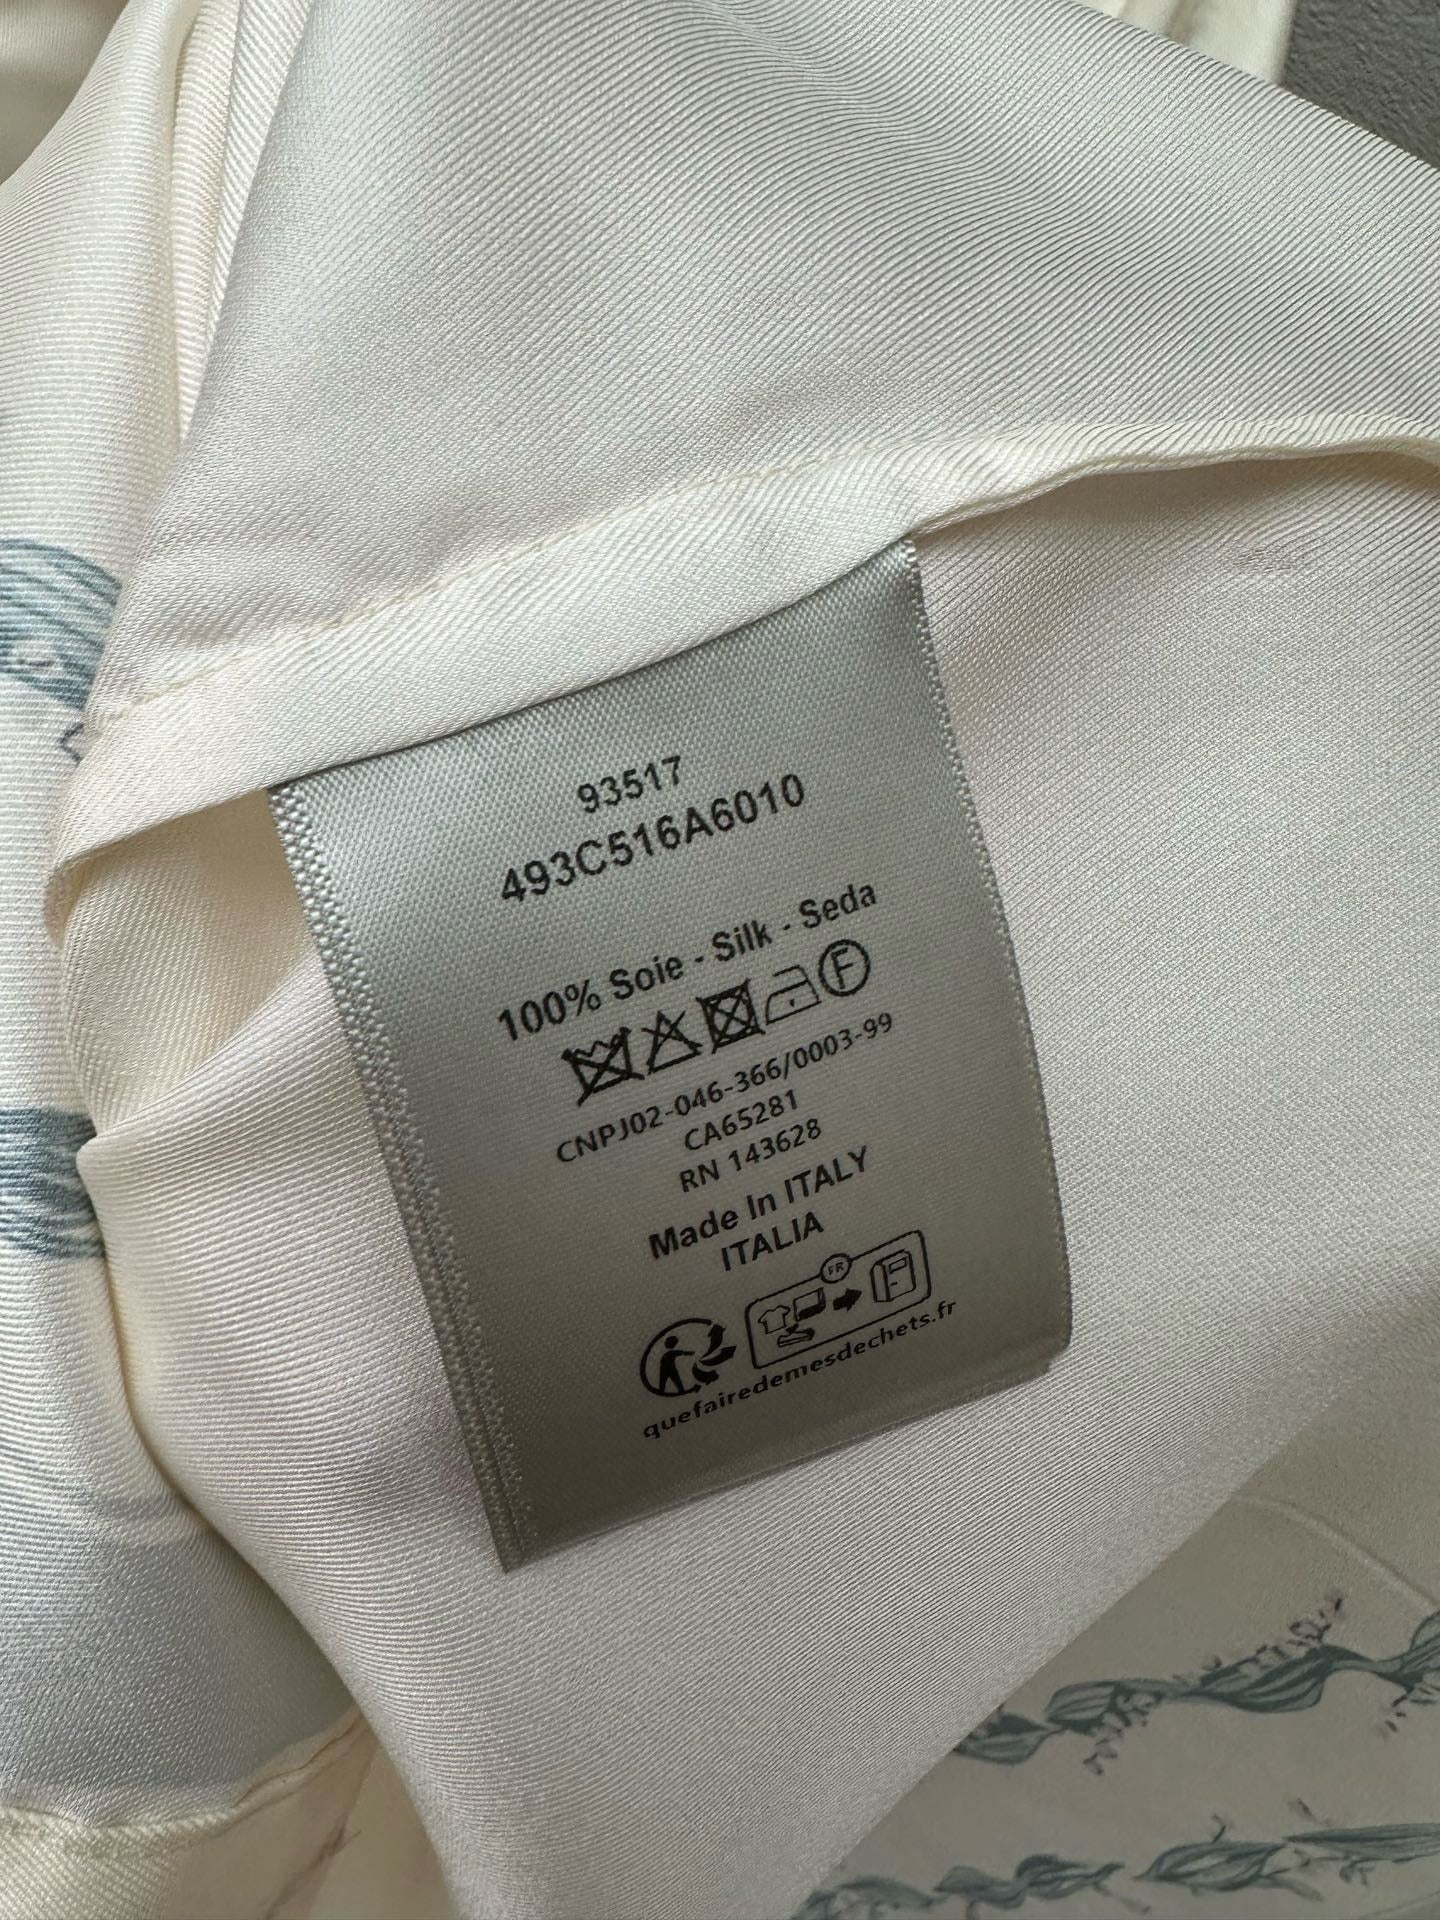 93517
493C516A6010
100% Soie - Silk - Seda
F
CNPJ02-046-366/0003-99
CA65281
RN 143628
Made In ITALY
ITALIA
FR
quefairedemesdechets.fr